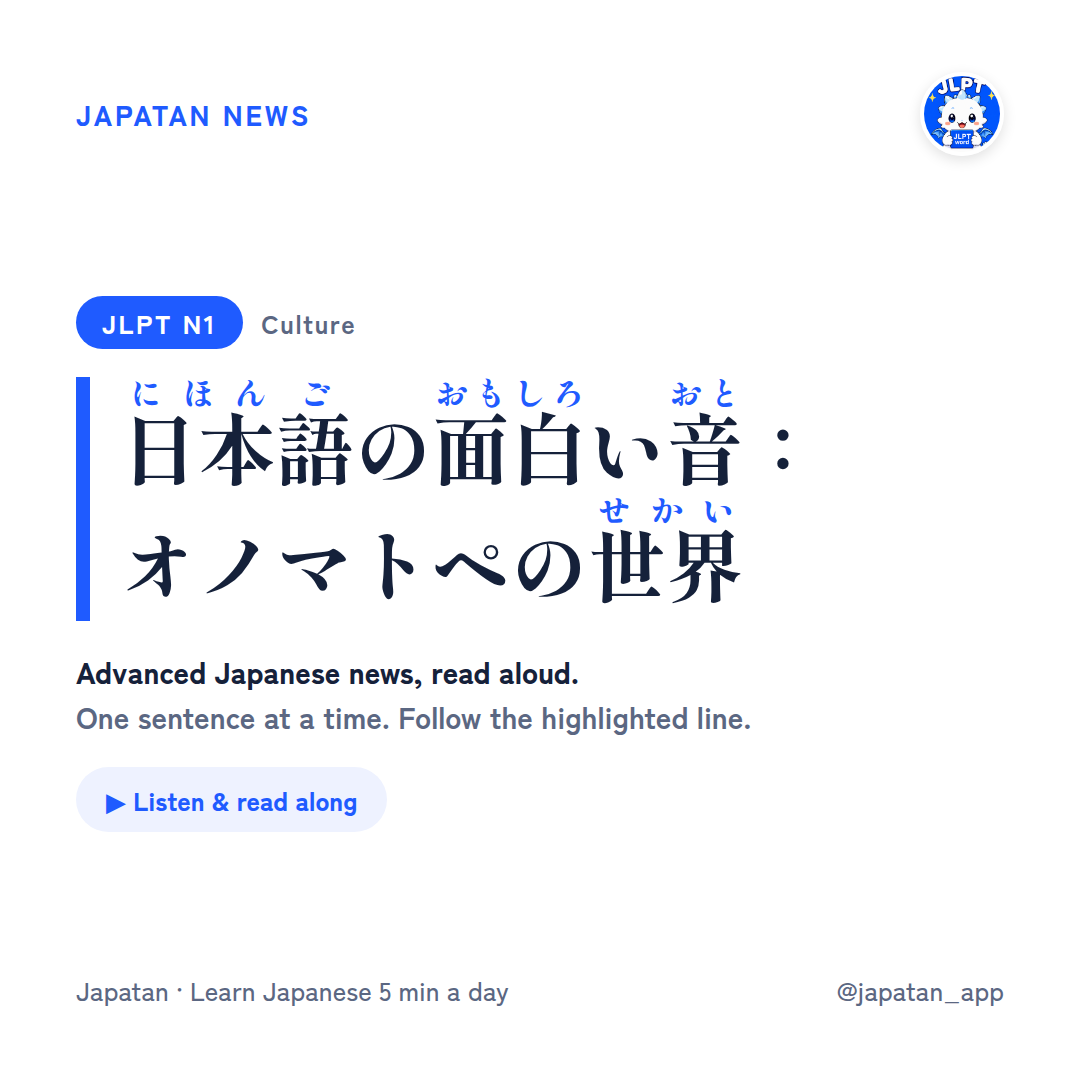 JAPATAN NEWS
JLPT
JLPT
word
JLPT N1
Culture
にほんご おもしろ おと
日本語の面白い音：
せかい
オノマトペの世界
Advanced Japanese news, read aloud.
One sentence at a time. Follow the highlighted line.
▶ Listen & read along
Japatan · Learn Japanese 5 min a day
@japatan_app